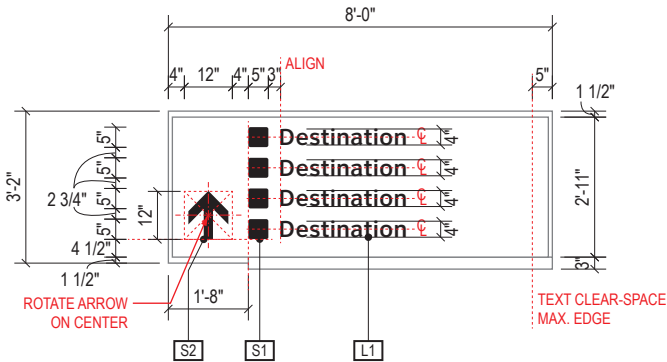 8'-0"
4" 12" 4" 5" 3" ALIGN 5"
1 1/2"
5" Destination ℄ 4"
5" Destination ℄ 4"
3'-2" 2 3/4" 5" Destination ℄ 4" 2'-11"
12" 5" Destination ℄ 4"
4 1/2"
1 1/2" 3"
1'-8"
ROTATE ARROW
ON CENTER
TEXT CLEAR-SPACE
MAX. EDGE
S2 S1 L1